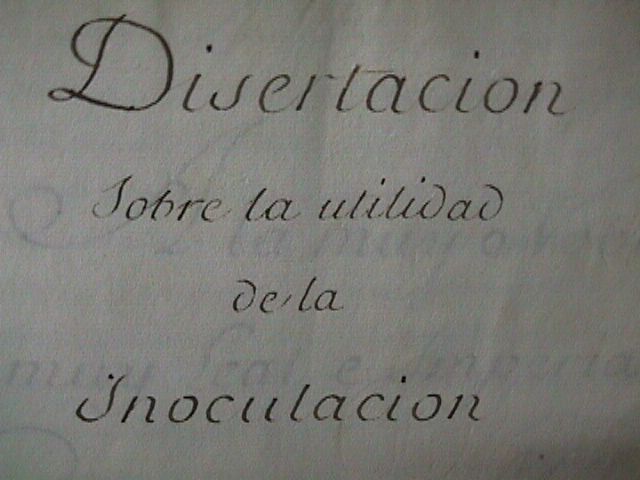 Disertacion
Sobre la utilidad
de la
Inoculacion